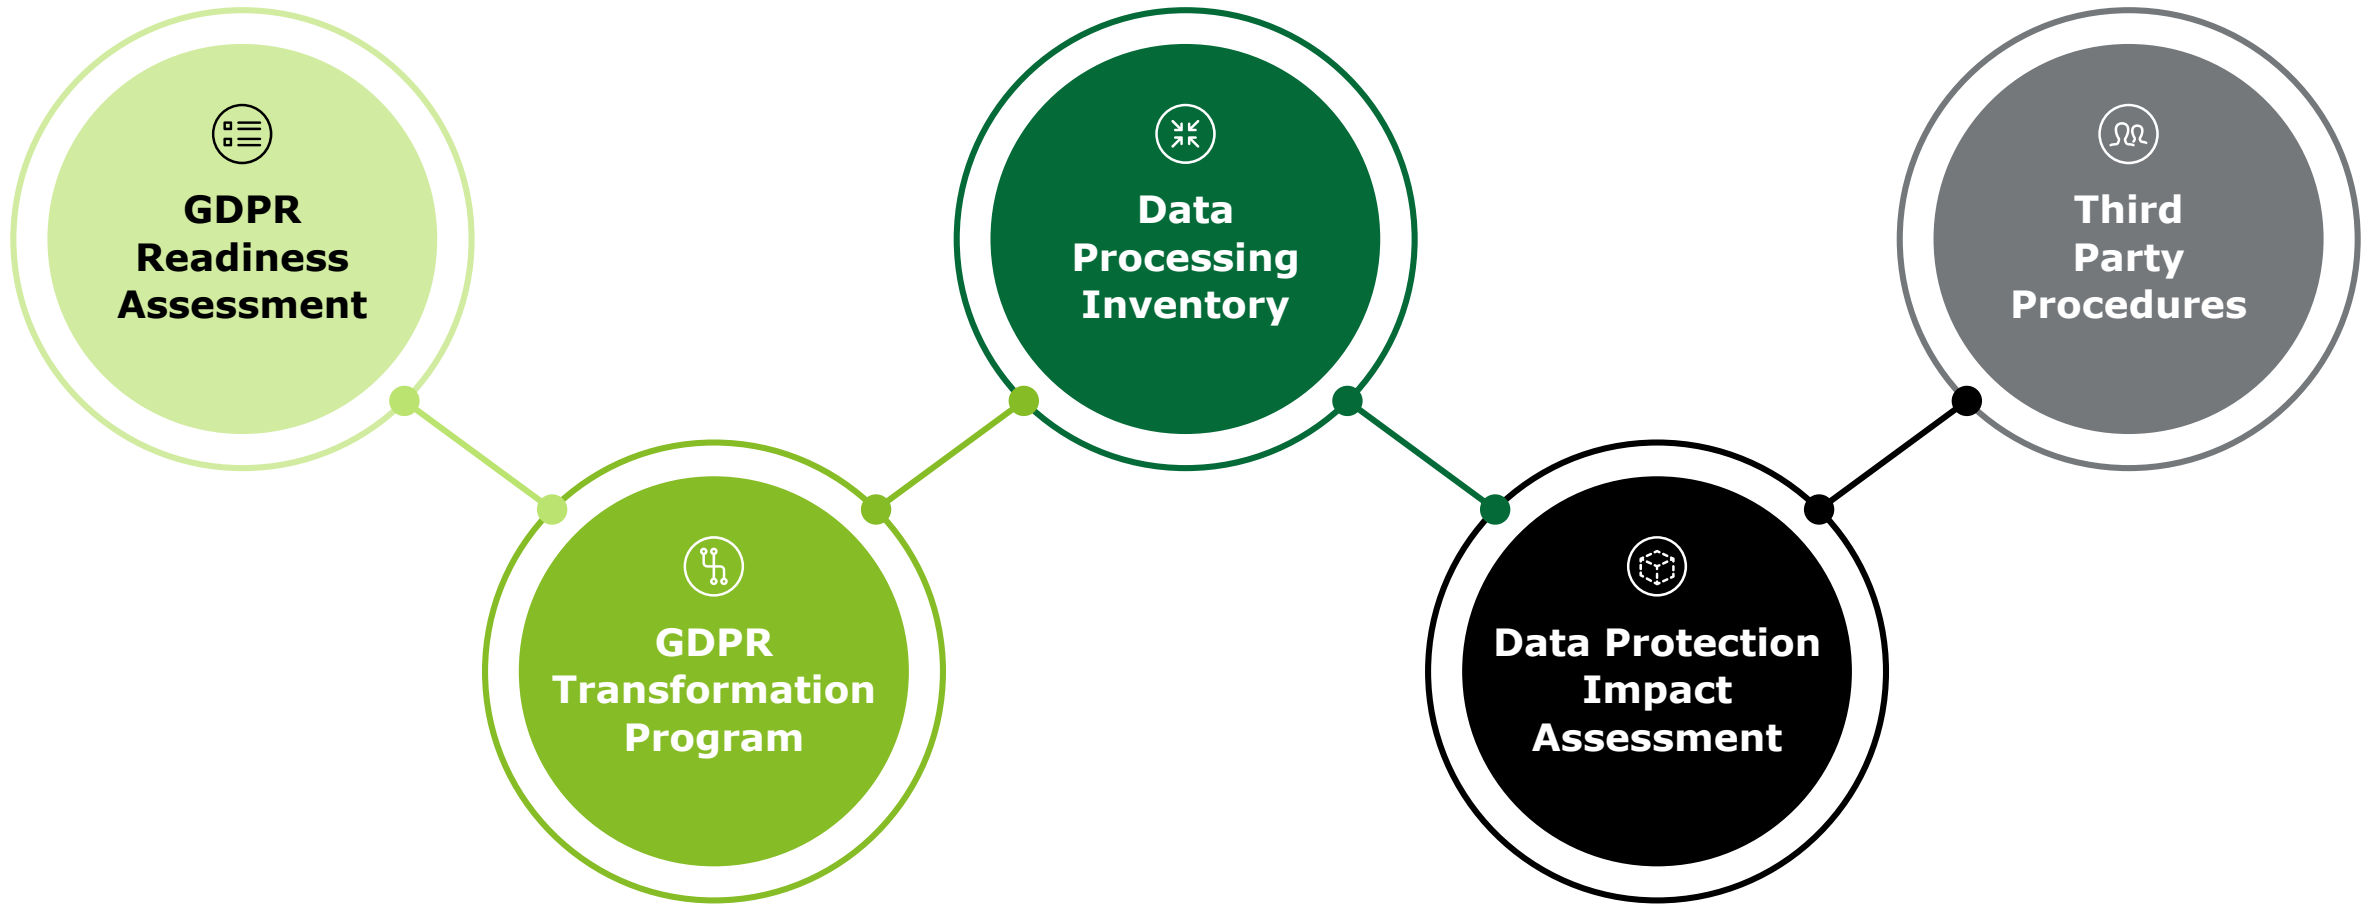 GDPR
Readiness
Assessment
GDPR
Transformation
Program
Data
Processing
Inventory
Data Protection
Impact
Assessment
Third
Party
Procedures